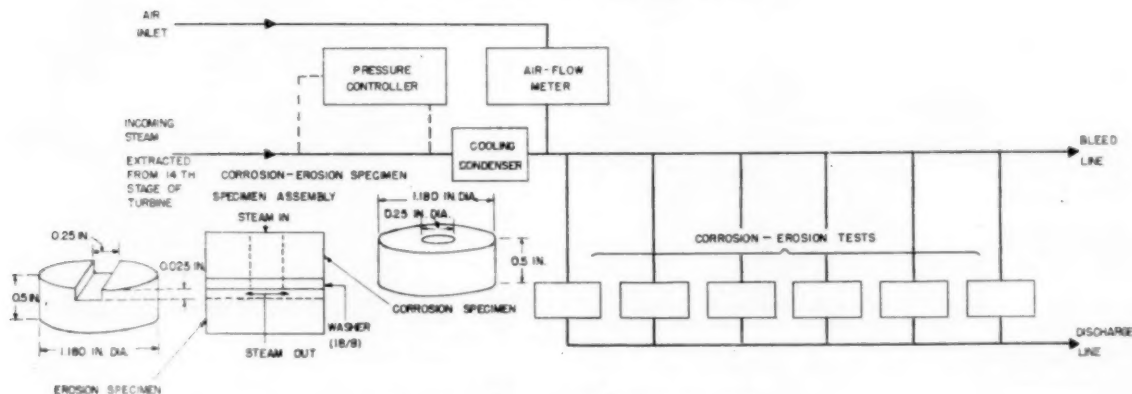 AIR
INLET
PRESSURE
CONTROLLER
AIR-FLOW
METER
INCOMING
STEAM
EXTRACTED
FROM 14 TH
STAGE OF
TURBINE
COOLING
CONDENSER
BLEED
LINE
CORROSION-EROSION SPECIMEN
SPECIMEN ASSEMBLY
STEAM IN
1.180 IN. DIA.
0.25 IN. DIA.
0.25 IN.
0.025 IN.
0.5 IN.
0.5 IN.
CORROSION - EROSION TESTS
CORROSION SPECIMEN
WASHER
(18/8)
STEAM OUT
1.180 IN. DIA.
EROSION SPECIMEN
DISCHARGE
LINE